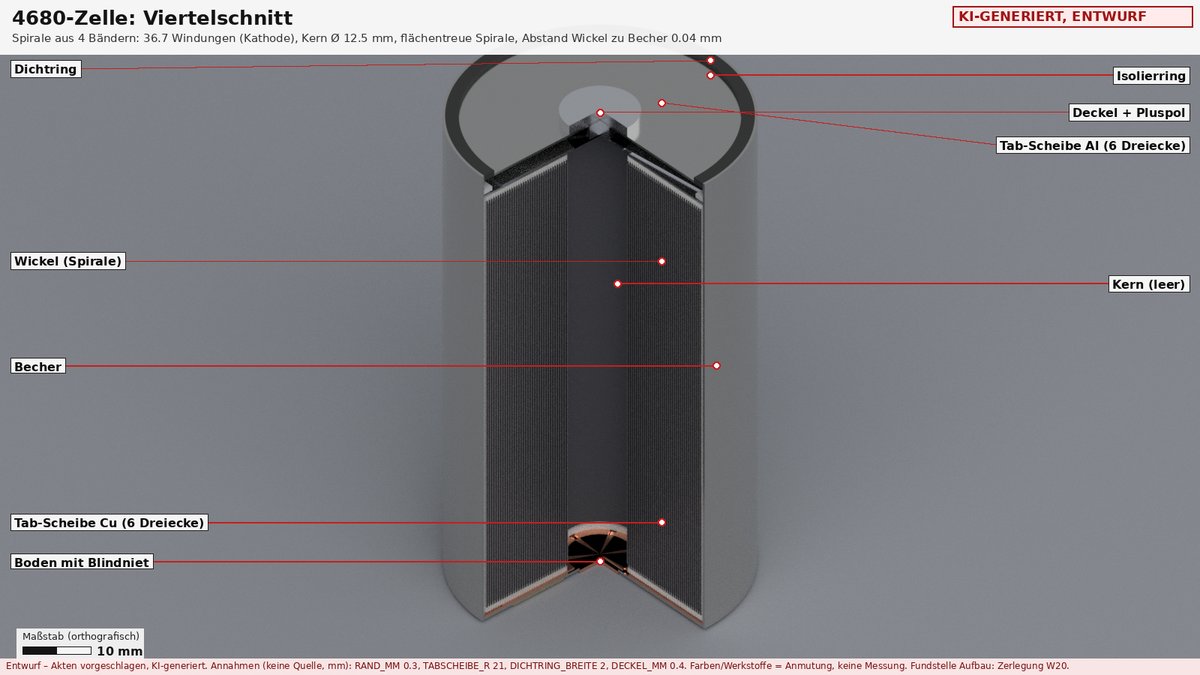 4680-Zelle: Viertelschnitt
KI-GENERIERT, ENTWURF
Spirale aus 4 Bändern: 36.7 Windungen (Kathode), Kern Ø 12.5 mm, flächentreue Spirale, Abstand Wickel zu Becher 0.04 mm
Dichtring
Isolierring
Deckel + Pluspol
Tab-Scheibe Al (6 Dreiecke)
Wickel (Spirale)
Kern (leer)
Becher
Tab-Scheibe Cu (6 Dreiecke)
Boden mit Blindniet
Maßstab (orthografisch)
10 mm
Entwurf – Akten vorgeschlagen, KI-generiert. Annahmen (keine Quelle, mm): RAND_MM 0.3, TABSCHEIBE_R 21, DICHTRING_BREITE 2, DECKEL_MM 0.4. Farben/Werkstoffe = Anmutung, keine Messung. Fundstelle Aufbau: Zerlegung W20.